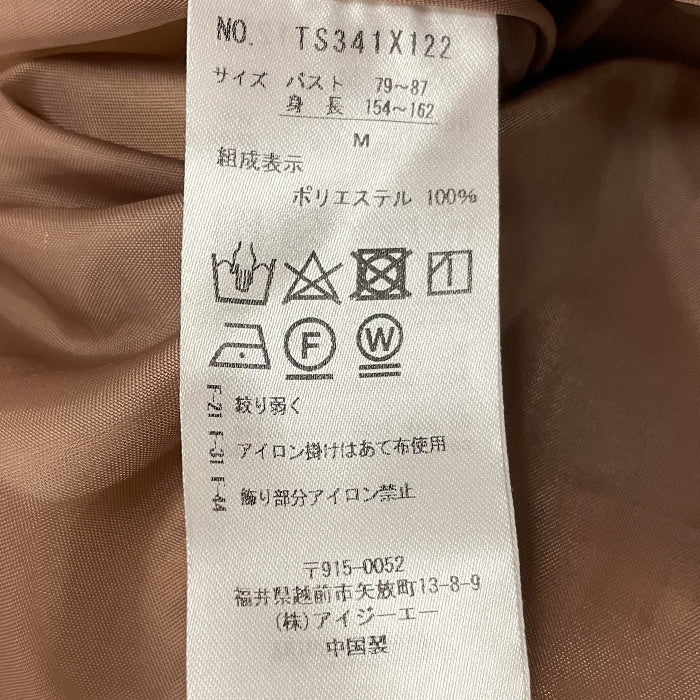 NO. TS341X122
サイズ バスト 79~87
身長 154~162
M
組成表示
ポリエステル 100%
F W
F-21 F-31 F-44
絞り弱く
アイロン掛けはあて布使用
飾り部分アイロン禁止
〒915-0052
福井県越前市矢放町13-8-9
(株)アイジーエー
中国製